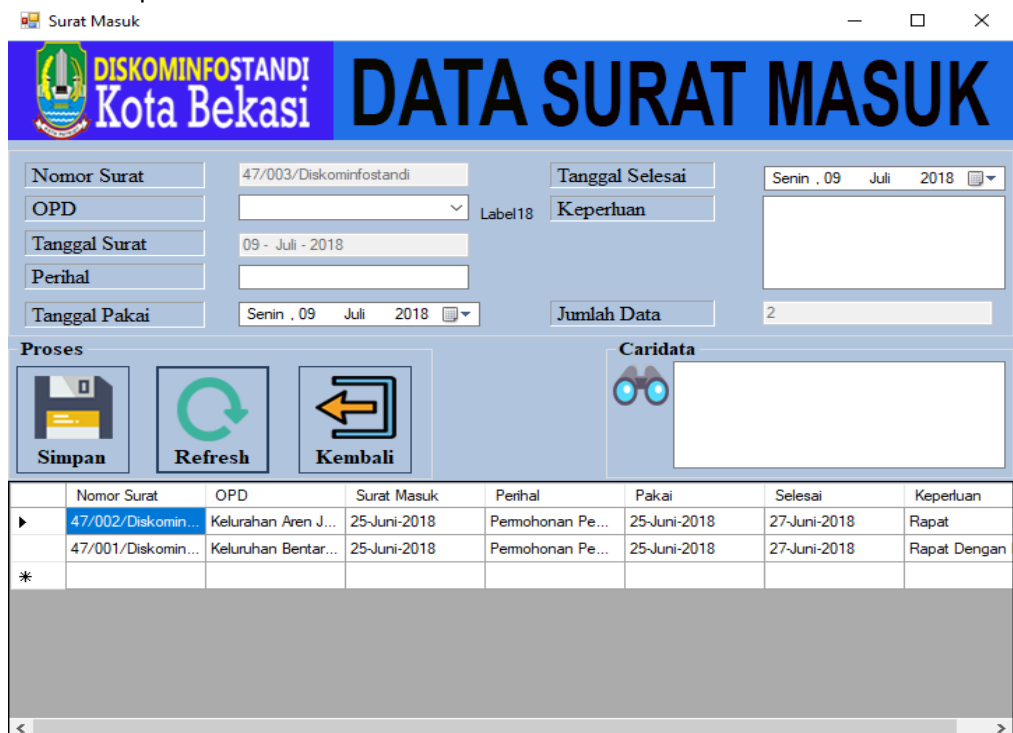 Surat Masuk
DISKOMINFOSTANDI
Kota Bekasi
DATA SURAT MASUK
Nomor Surat 47/003/Diskominfostandi Tanggal Selesai Senin , 09 Juli 2018
OPD Label18 Keperluan
Tanggal Surat 09 - Juli - 2018
Perihal
Tanggal Pakai Senin , 09 Juli 2018 Jumlah Data 2
Proses Caridata
Simpan Refresh Kembali
Nomor Surat OPD Surat Masuk Perihal Pakai Selesai Keperluan
47/002/Diskomin... Kelurahan Aren J... 25-Juni-2018 Permohonan Pe... 25-Juni-2018 27-Juni-2018 Rapat
47/001/Diskomin... Keluruhan Bentar... 25-Juni-2018 Permohonan Pe... 25-Juni-2018 27-Juni-2018 Rapat Dengan